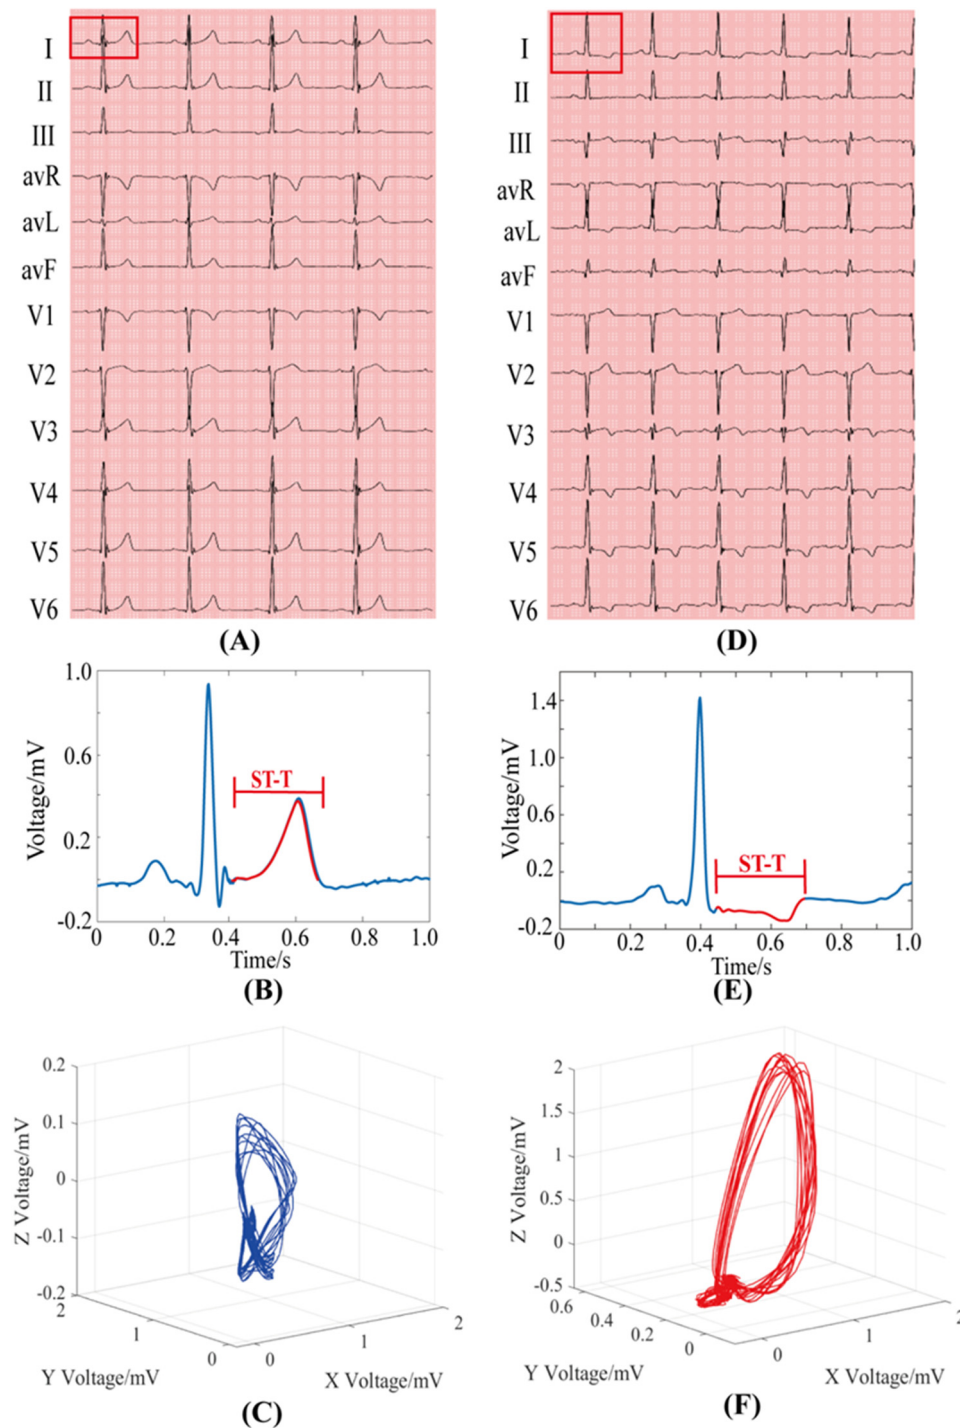 I
II
III
avR
avL
avF
V1
V2
V3
V4
V5
V6
(A)
I
II
III
avR
avL
avF
V1
V2
V3
V4
V5
V6
(D)
1.0
0.6
0.2
-0.2
Voltage/mV
ST-T
0 0.2 0.4 0.6 0.8 1.0
Time/s
(B)
1.4
1.0
0.6
0.2
-0.2
Voltage/mV
ST-T
0 0.2 0.4 0.6 0.8 1.0
Time/s
(E)
0.2
0.1
0
-0.1
-0.2
Z Voltage/mV
2
1
0
Y Voltage/mV
0
1
2
X Voltage/mV
(C)
2
1.5
1
0.5
0
-0.5
Z Voltage/mV
0.6
0.4
0.2
0
Y Voltage/mV
0
1
2
X Voltage/mV
(F)